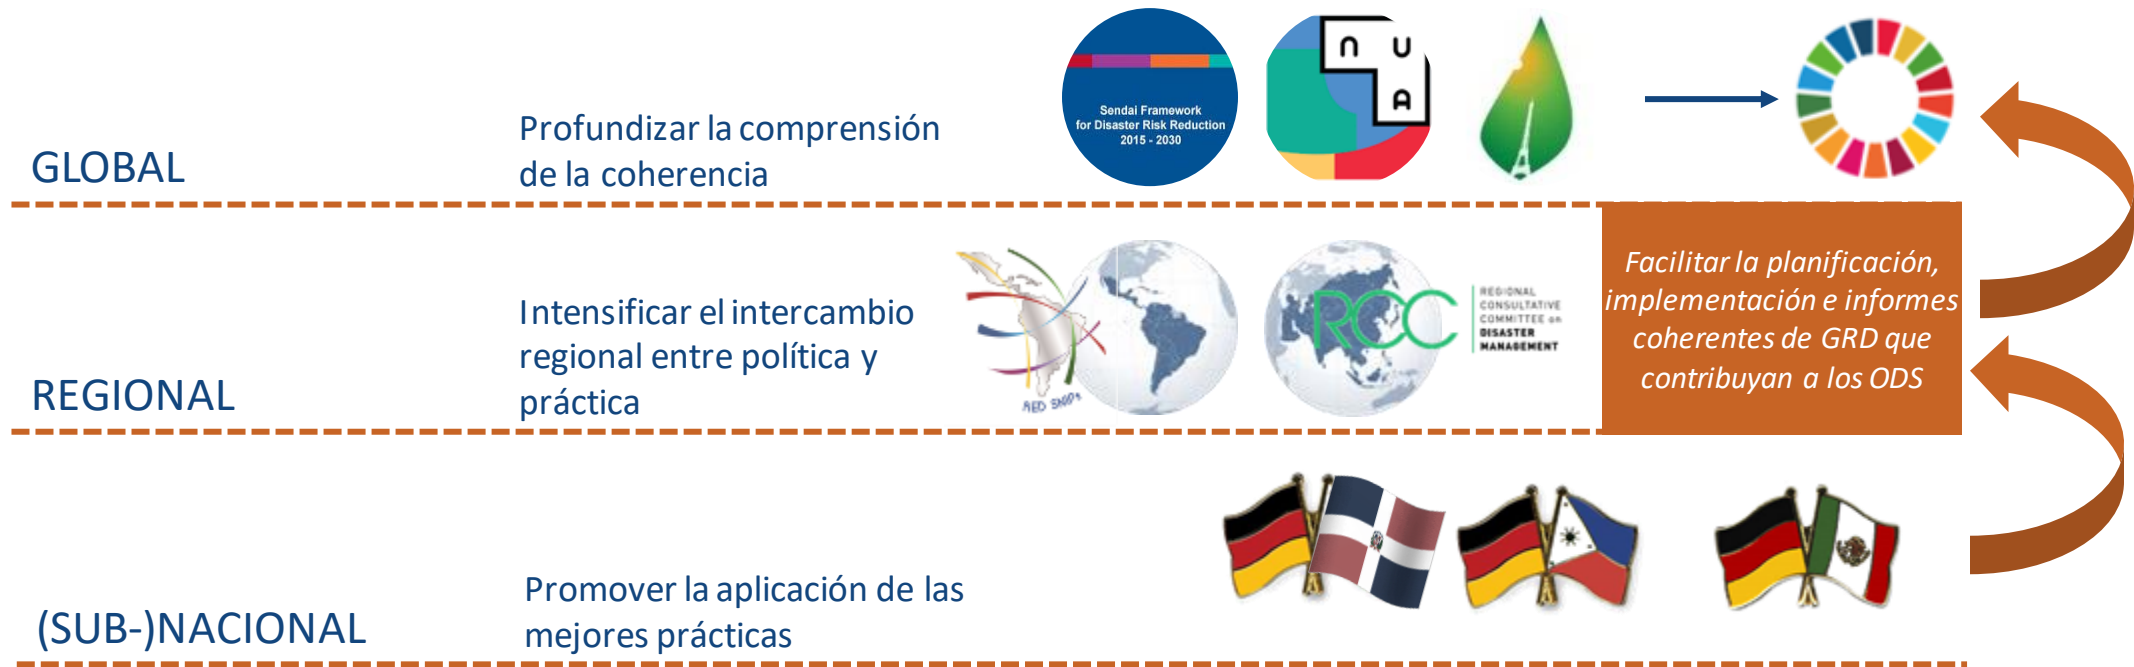 Sendai Framework
for Disaster Risk Reduction
2015 - 2030
n U
A
GLOBAL
Profundizar la comprensión
de la coherencia
REGIONAL
Intensificar el intercambio
regional entre política y
práctica
RED SNIPs
RCC
REGIONAL
CONSULTATIVE
COMMITTEE on
DISASTER
MANAGEMENT
Facilitar la planificación,
implementación e informes
coherentes de GRD que
contribuyan a los ODS
(SUB-)NACIONAL
Promover la aplicación de las
mejores prácticas